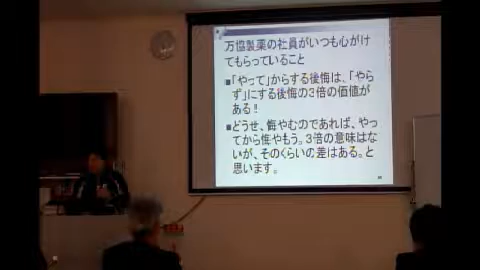 万協製薬の社員がいつも心がけ
てもらっていること
■「やって」からする後悔は、「やら
ず」にする後悔の3倍の価値が
ある!!
■どうせ、悔やむのであれば、やっ
てから悔やもう。3倍の意味はな
いが、そのくらいの差はある。と
思います。